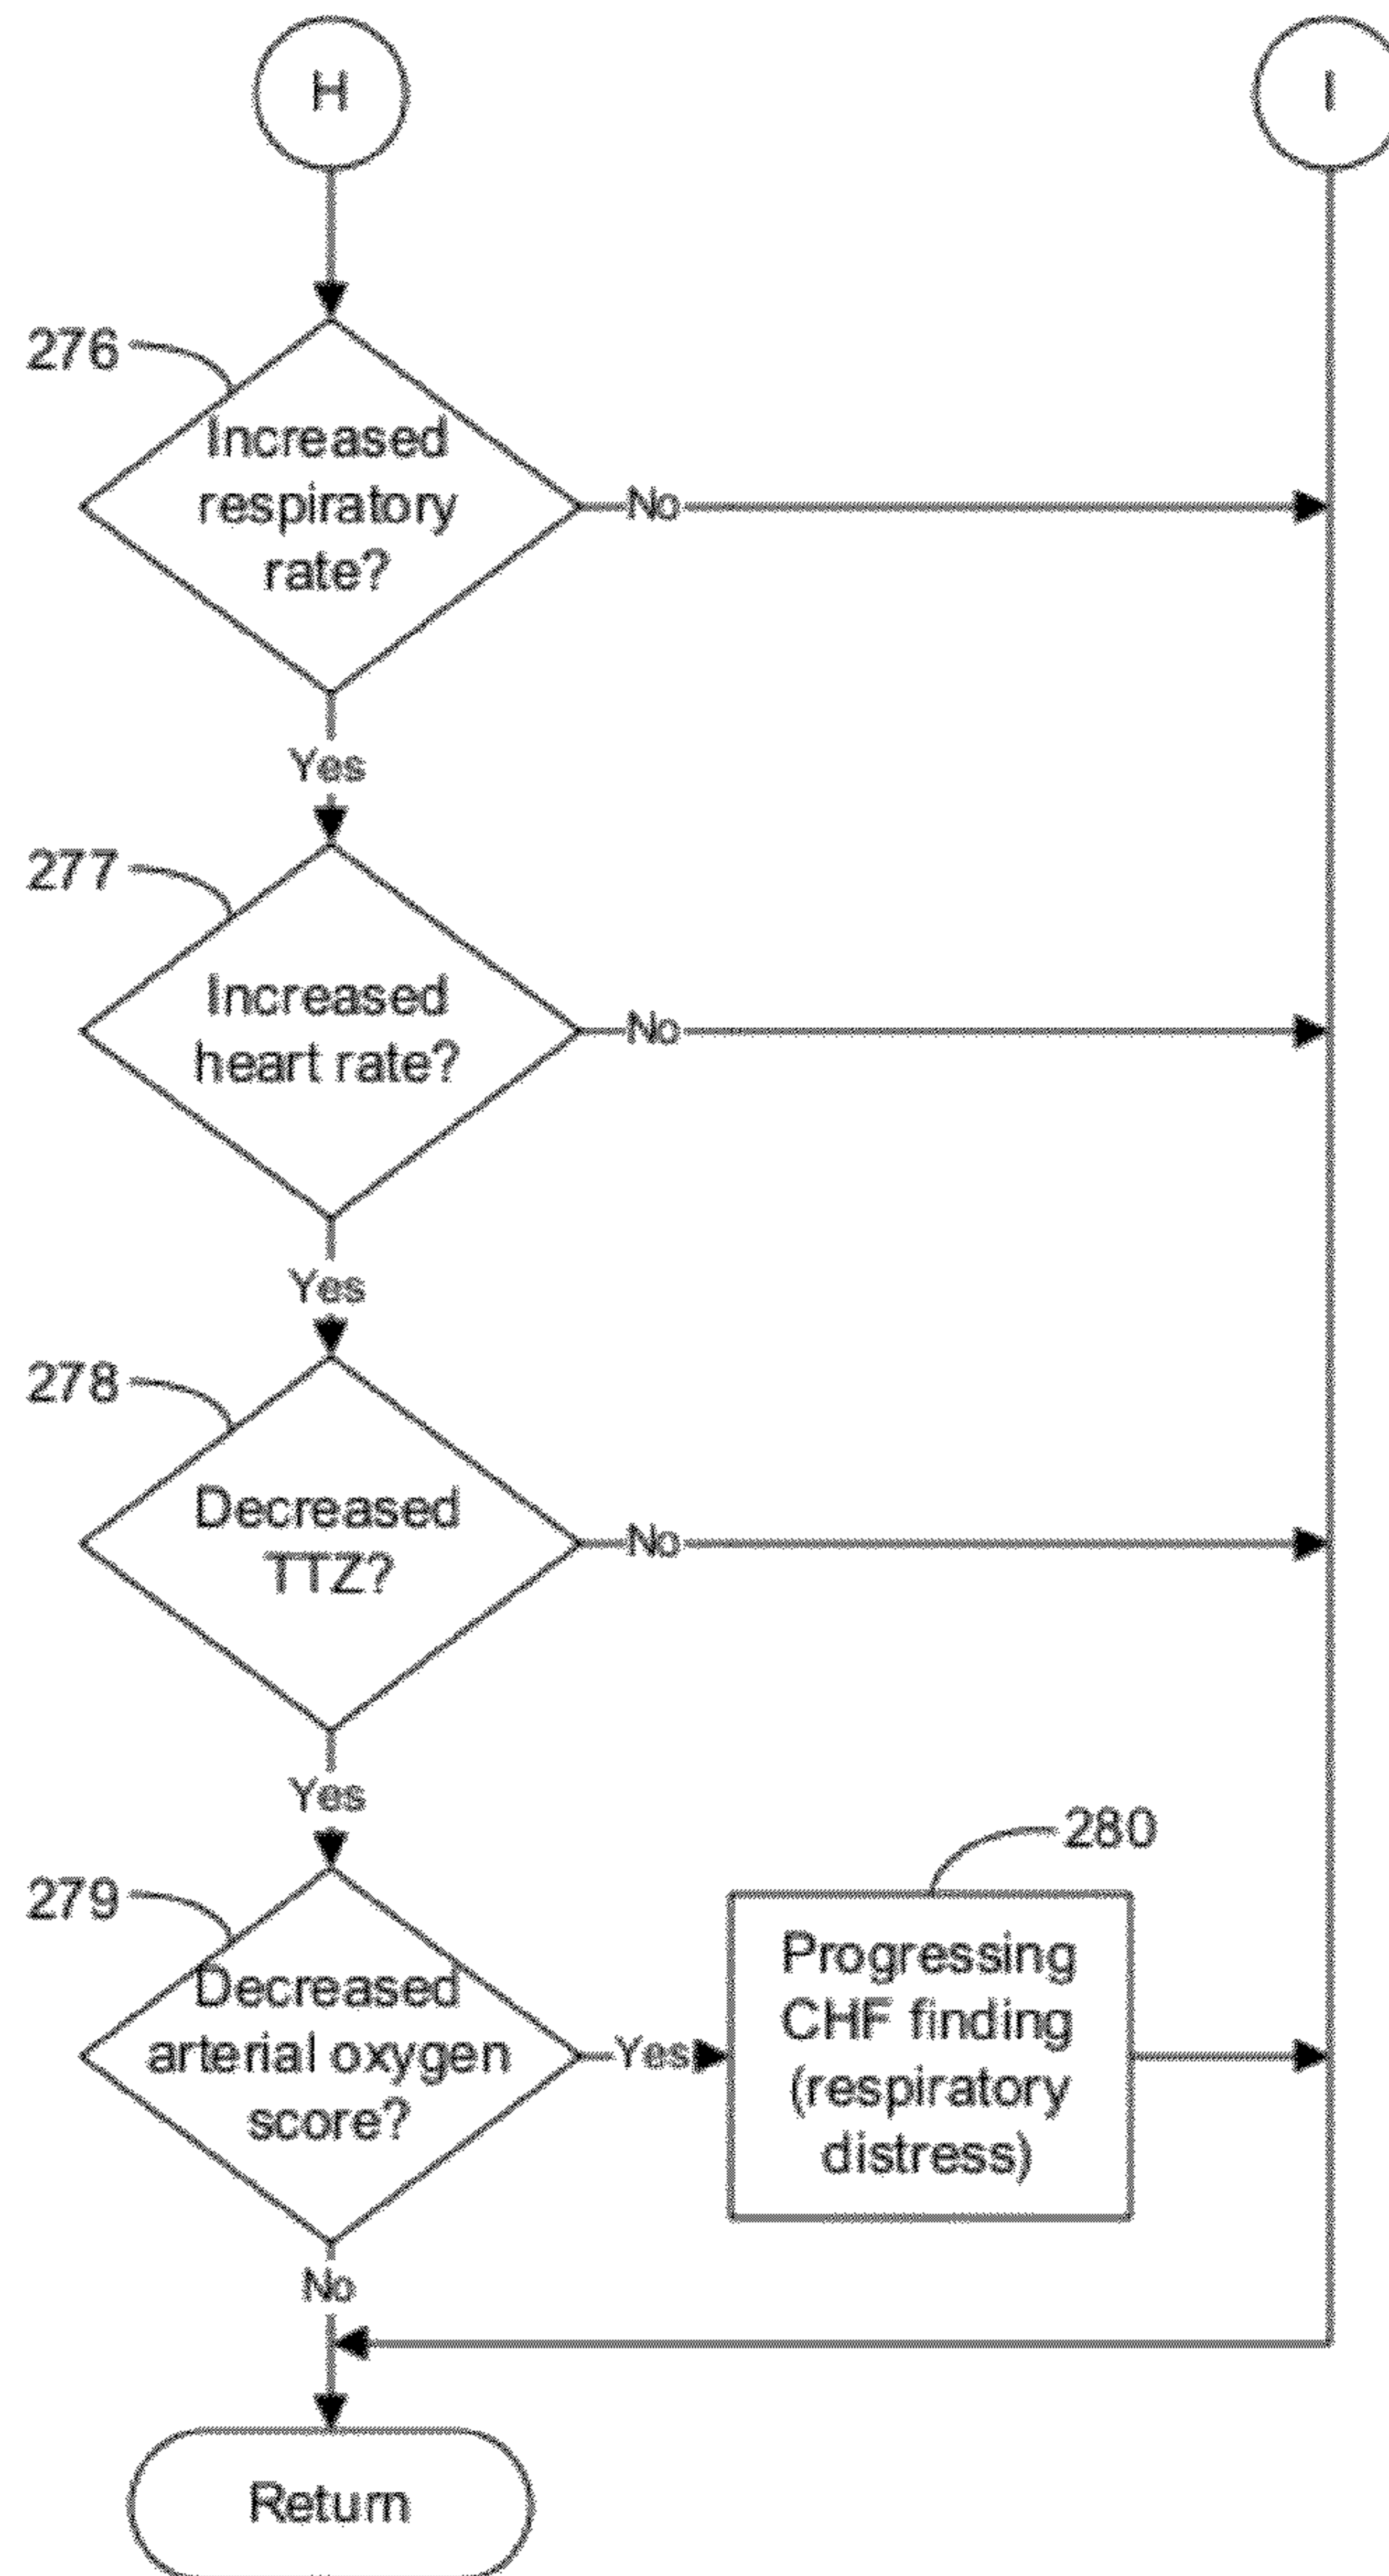 H
I
276
Increased
respiratory
rate?
No
Yes
277
Increased
heart rate?
No
Yes
278
Decreased
TTZ?
No
Yes
279
Decreased
arterial oxygen
score?
Yes
280
Progressing
CHF finding
(respiratory
distress)
No
Return